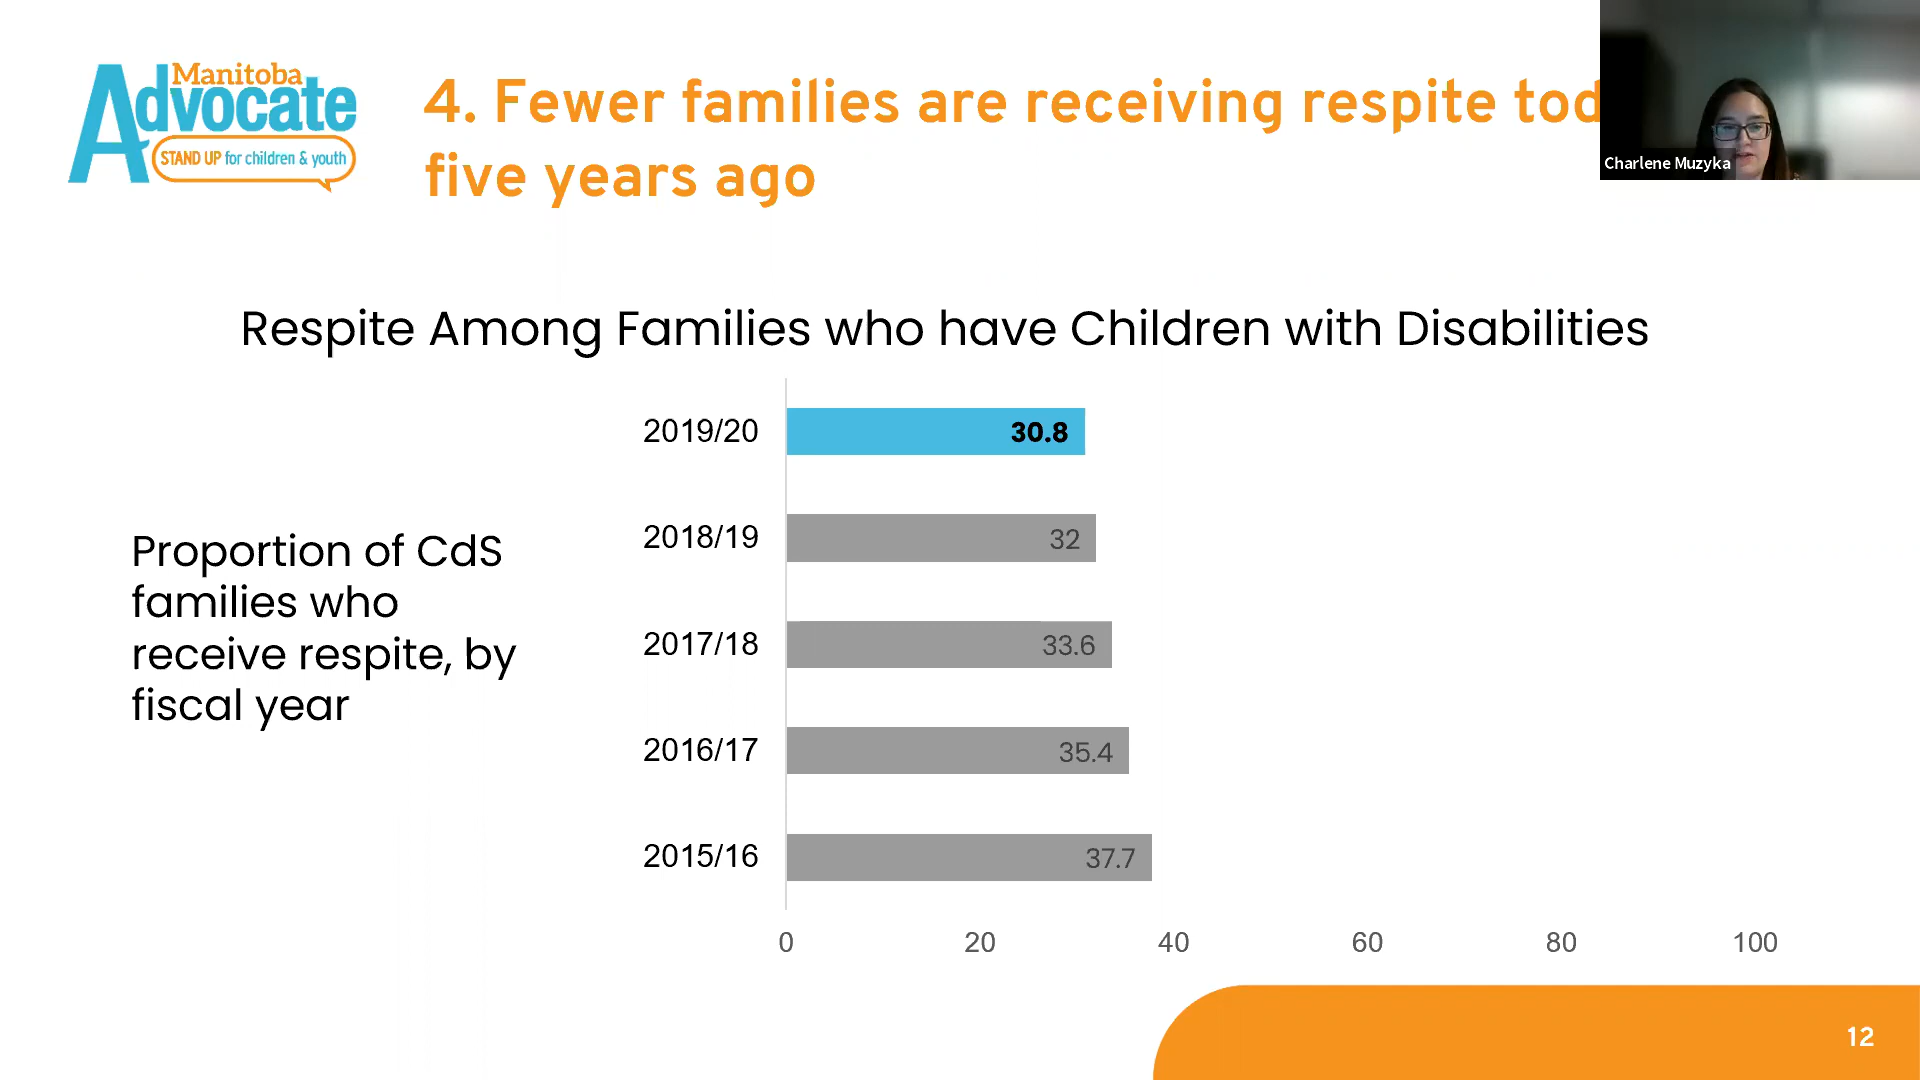 Manitoba
Advocate
STAND UP for children & youth
4. Fewer families are receiving respite
five years ago
Charlene Muzyka
Respite Among Families who have Children with Disabilities
Proportion of CdS
families who
receive respite, by
fiscal year
2019/20 30.8
2018/19 32
2017/18 33.6
2016/17 35.4
2015/16 37.7
0 20 40 60 80 100
12